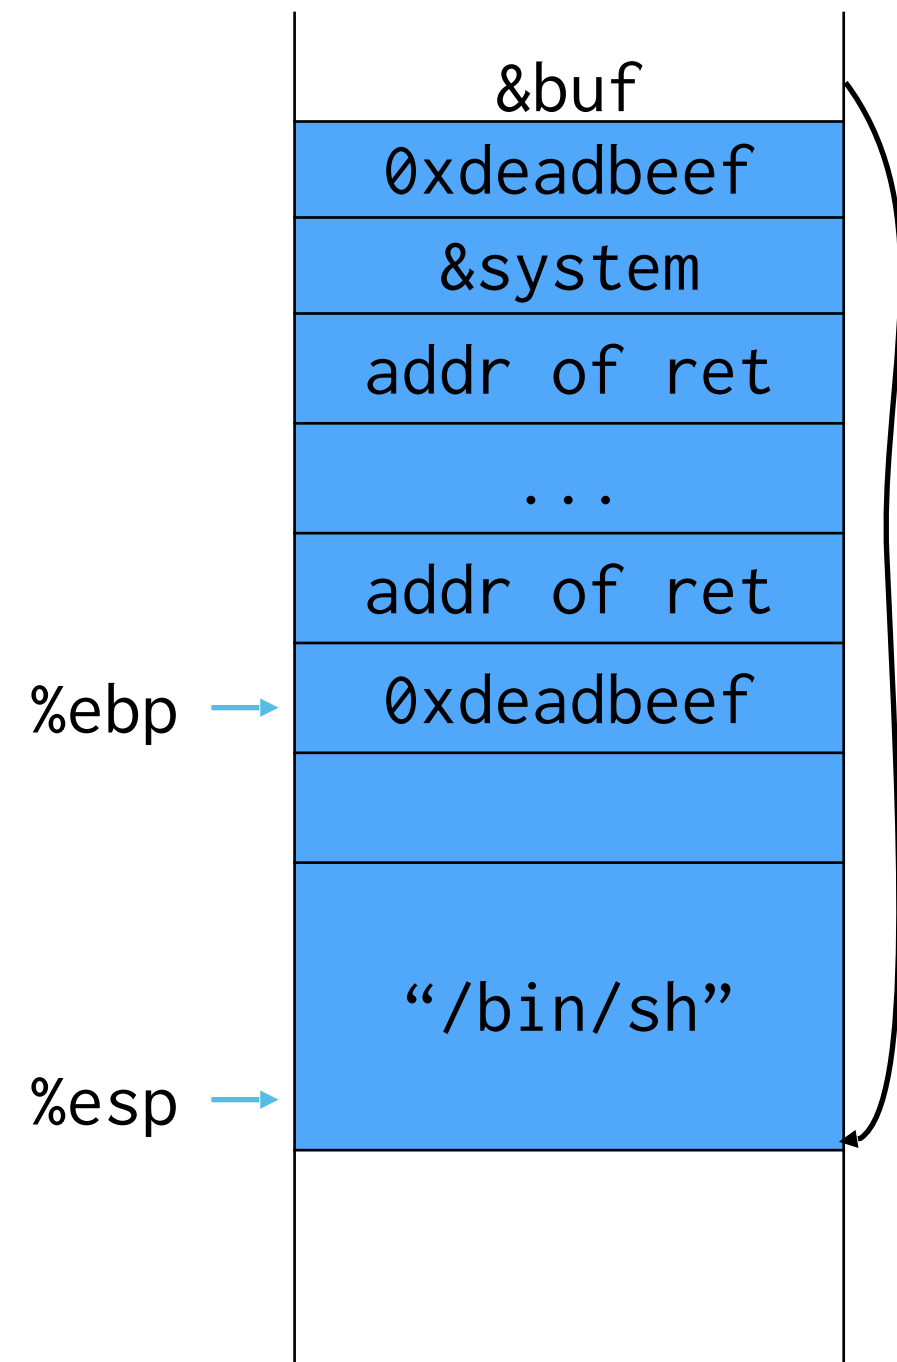 &buf
0xdeadbeef
&system
addr of ret
...
addr of ret
%ebp
0xdeadbeef
“/bin/sh”
%esp